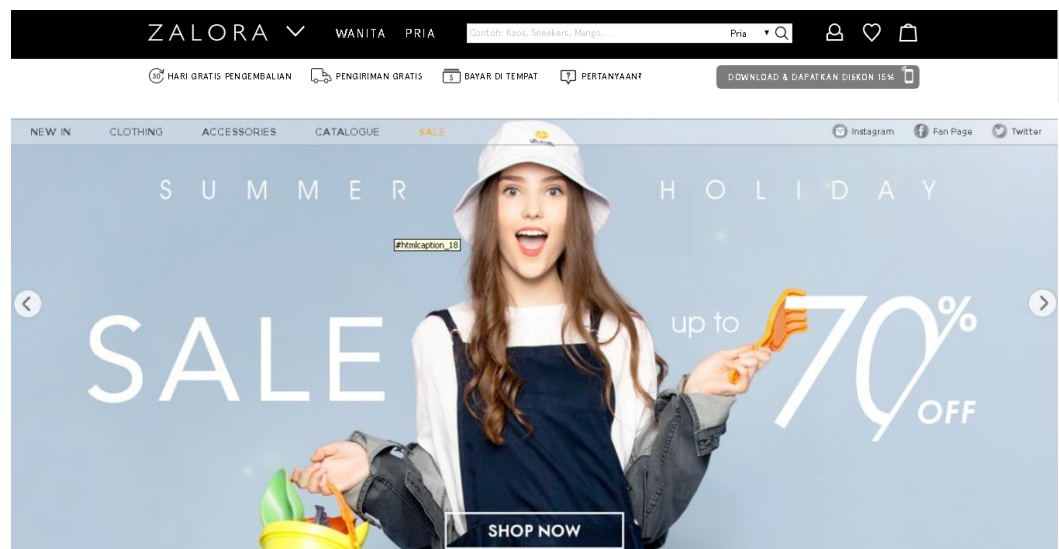 ZALORA WANITA PRIA Contoh: Kaos, Sneakers, Mango,... Pria
30 HARI GRATIS PENGEMBALIAN PENGIRIMAN GRATIS $ BAYAR DI TEMPAT ? PERTANYAAN? DOWNLOAD & DAPATKAN DISKON 15%
NEW IN CLOTHING ACCESSORIES CATALOGUE SALE Instagram Fan Page Twitter
SUMMER HOLIDAY
#htmlcaption_18
SALE up to 70% OFF
SHOP NOW